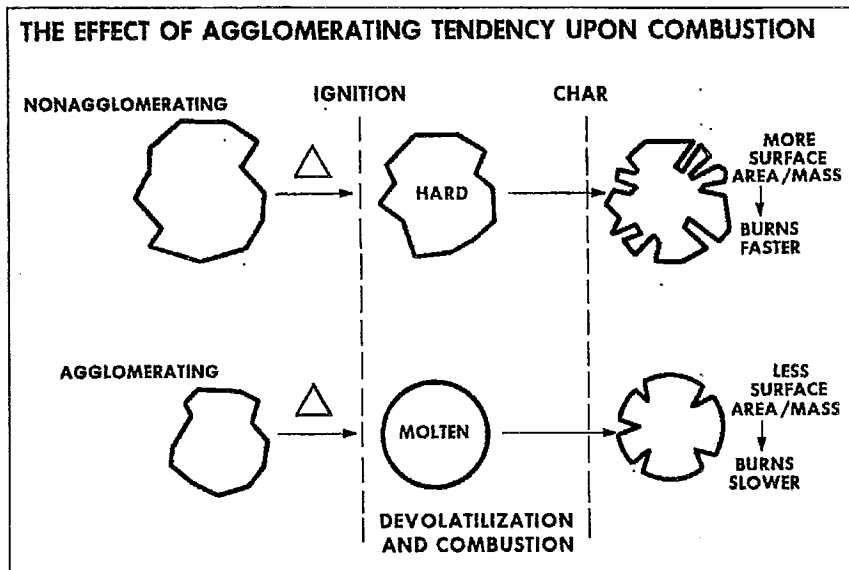 THE EFFECT OF AGGLOMERATING TENDENCY UPON COMBUSTION
IGNITION
CHAR
NONAGGLOMERATING
HARD
MORE
SURFACE
AREA/MASS
BURNS
FASTER
AGGLOMERATING
MOLTEN
LESS
SURFACE
AREA/MASS
BURNS
SLOWER
DEVOLATILIZATION
AND COMBUSTION